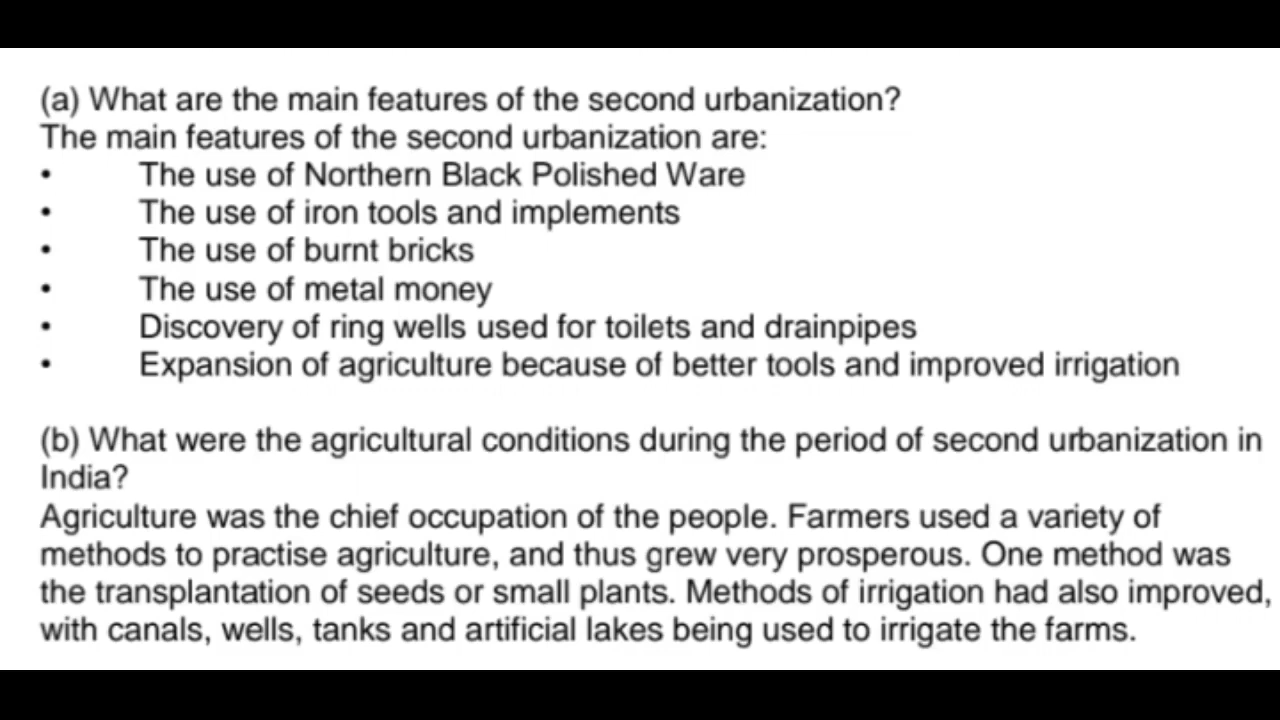 (a) What are the main features of the second urbanization?
The main features of the second urbanization are:
• The use of Northern Black Polished Ware
• The use of iron tools and implements
• The use of burnt bricks
• The use of metal money
• Discovery of ring wells used for toilets and drainpipes
• Expansion of agriculture because of better tools and improved irrigation
(b) What were the agricultural conditions during the period of second urbanization in
India?
Agriculture was the chief occupation of the people. Farmers used a variety of
methods to practise agriculture, and thus grew very prosperous. One method was
the transplantation of seeds or small plants. Methods of irrigation had also improved,
with canals, wells, tanks and artificial lakes being used to irrigate the farms.